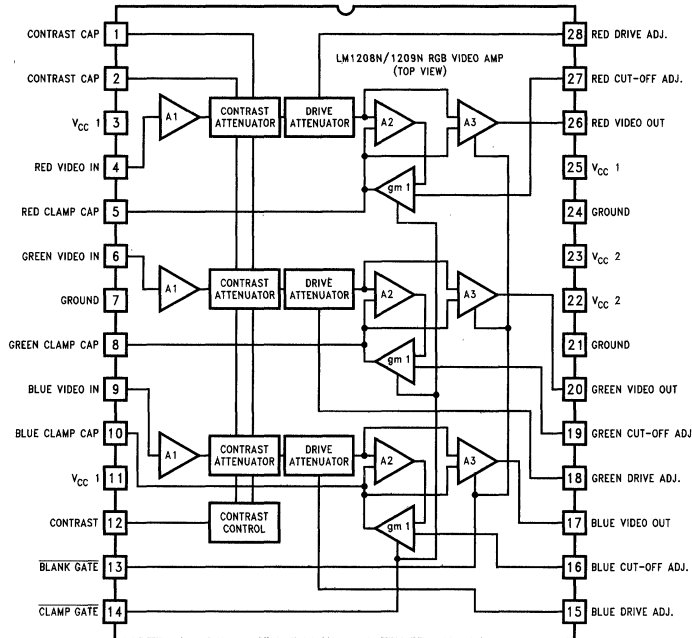 LM1208N/1209N RGB VIDEO AMP
(TOP VIEW)
CONTRAST CAP 1
CONTRAST CAP 2
VCC 1 3
RED VIDEO IN 4
RED CLAMP CAP 5
GREEN VIDEO IN 6
GROUND 7
GREEN CLAMP CAP 8
BLUE VIDEO IN 9
BLUE CLAMP CAP 10
VCC 1 11
CONTRAST 12
BLANK GATE 13
CLAMP GATE 14
28 RED DRIVE ADJ.
27 RED CUT-OFF ADJ.
26 RED VIDEO OUT
25 VCC 1
24 GROUND
23 VCC 2
22 VCC 2
21 GROUND
20 GREEN VIDEO OUT
19 GREEN CUT-OFF ADJ
18 GREEN DRIVE ADJ.
17 BLUE VIDEO OUT
16 BLUE CUT-OFF ADJ.
15 BLUE DRIVE ADJ.
A1
CONTRAST
ATTENUATOR
DRIVE
ATTENUATOR
A2
A3
gm 1
A1
CONTRAST
ATTENUATOR
DRIVE
ATTENUATOR
A2
A3
gm 1
A1
CONTRAST
ATTENUATOR
DRIVE
ATTENUATOR
A2
A3
gm 1
CONTRAST
CONTROL